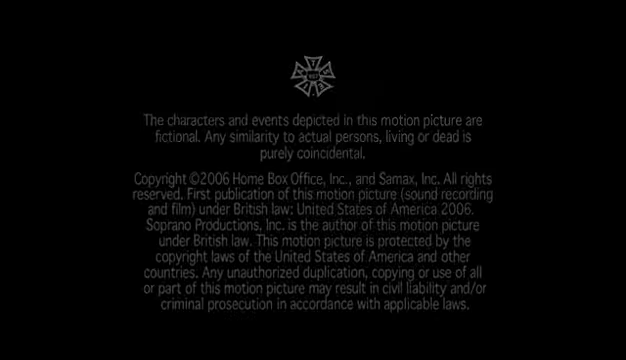 The characters and events depicted in this motion picture are
fictional. Any similarity to actual persons, living or dead is
purely coincidental.
Copyright ©2006 Home Box Office, Inc., and Samax, Inc. All rights
reserved. First publication of this motion picture (sound recording
and film) under British law: United States of America 2006.
Soprano Productions, Inc. is the author of this motion picture
under British law. This motion picture is protected by the
copyright laws of the United States of America and other
countries. Any unauthorized duplication, copying or use of all
or part of this motion picture may result in civil liability and/or
criminal prosecution in accordance with applicable laws.